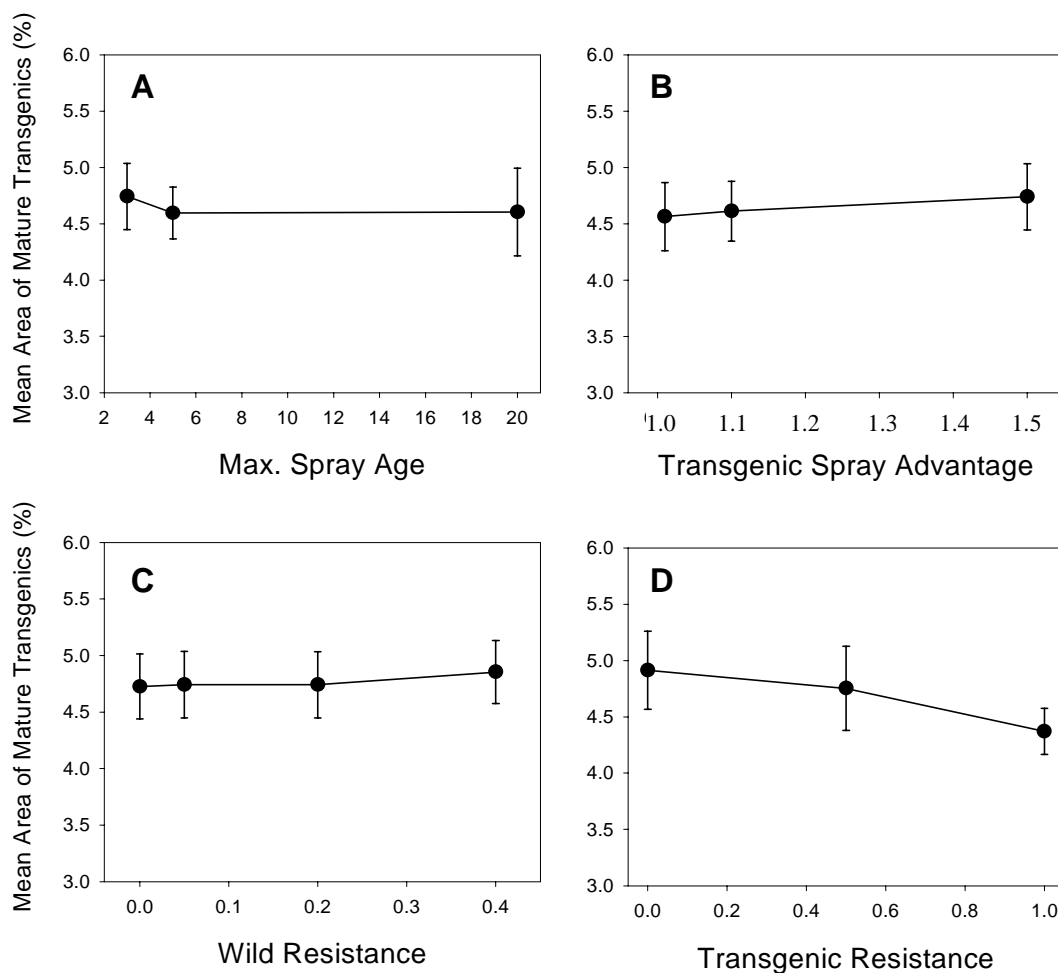 Mean Area of Mature Transgenics (%)
A
6.0
5.5
5.0
4.5
4.0
3.5
3.0
2 4 6 8 10 12 14 16 18 20
Max. Spray Age
B
6.0
5.5
5.0
4.5
4.0
3.5
3.0
1.0 1.1 1.2 1.3 1.4 1.5
Transgenic Spray Advantage
Mean Area of Mature Transgenics (%)
C
6.0
5.5
5.0
4.5
4.0
3.5
3.0
0.0 0.1 0.2 0.3 0.4
Wild Resistance
D
6.0
5.5
5.0
4.5
4.0
3.5
3.0
0.0 0.2 0.4 0.6 0.8 1.0
Transgenic Resistance